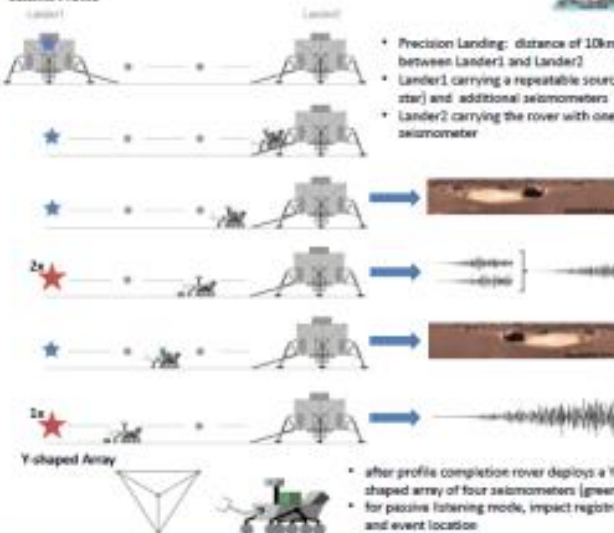 Lander1
Lander2
• Precision Landing: distance of 10km
between Lander1 and Lander2
• Lander1 carrying a repeatable sourc
star) and additional seismometers
• Lander2 carrying the rover with one
seismometer
2x
1x
Y-shaped Array
• after profile completion rover deploys a Y
shaped array of four seismometers (green
• for passive listening mode, impact registr
and event location